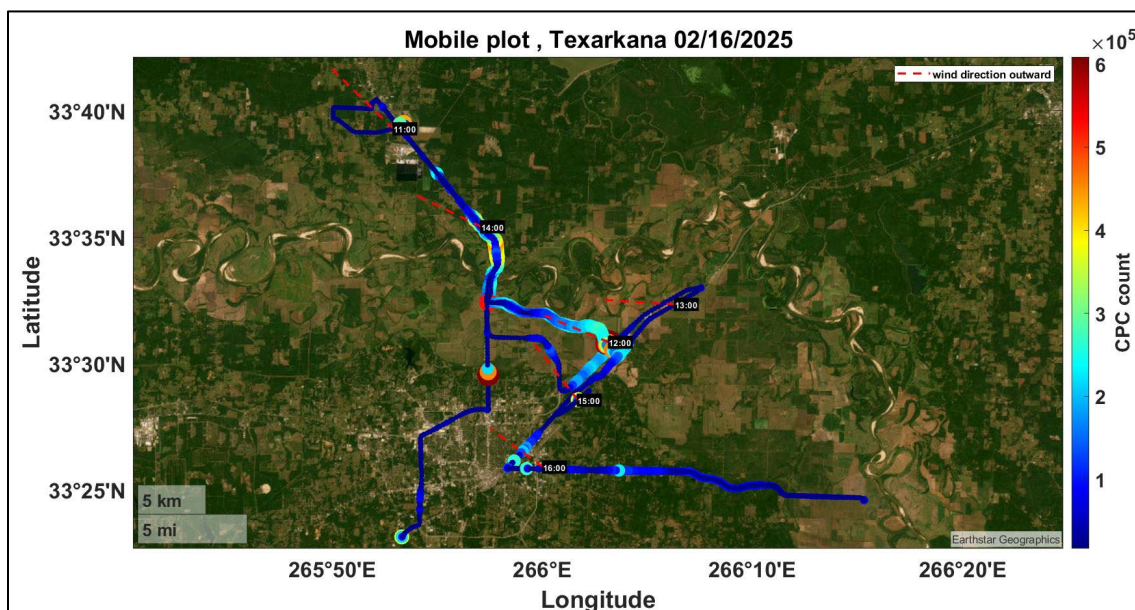 Mobile plot , Texarkana 02/16/2025
×10⁵
wind direction outward
33°40'N
33°35'N
33°30'N
33°25'N
Latitude
11:00
14:00
13:00
12:00
15:00
16:00
5 km
5 mi
Earthstar Geographics
6
5
4
3
2
1
CPC count
265°50'E
266°E
266°10'E
266°20'E
Longitude